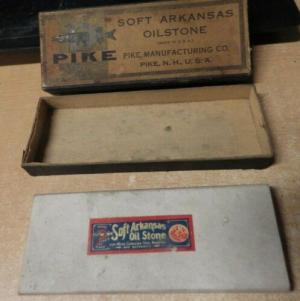 PIKE
SOFT ARKANSAS
OILSTONE
PIKE MANUFACTURING CO.
PIKE, N.H., U.S.A.
Soft Arkansas
Oil Stone